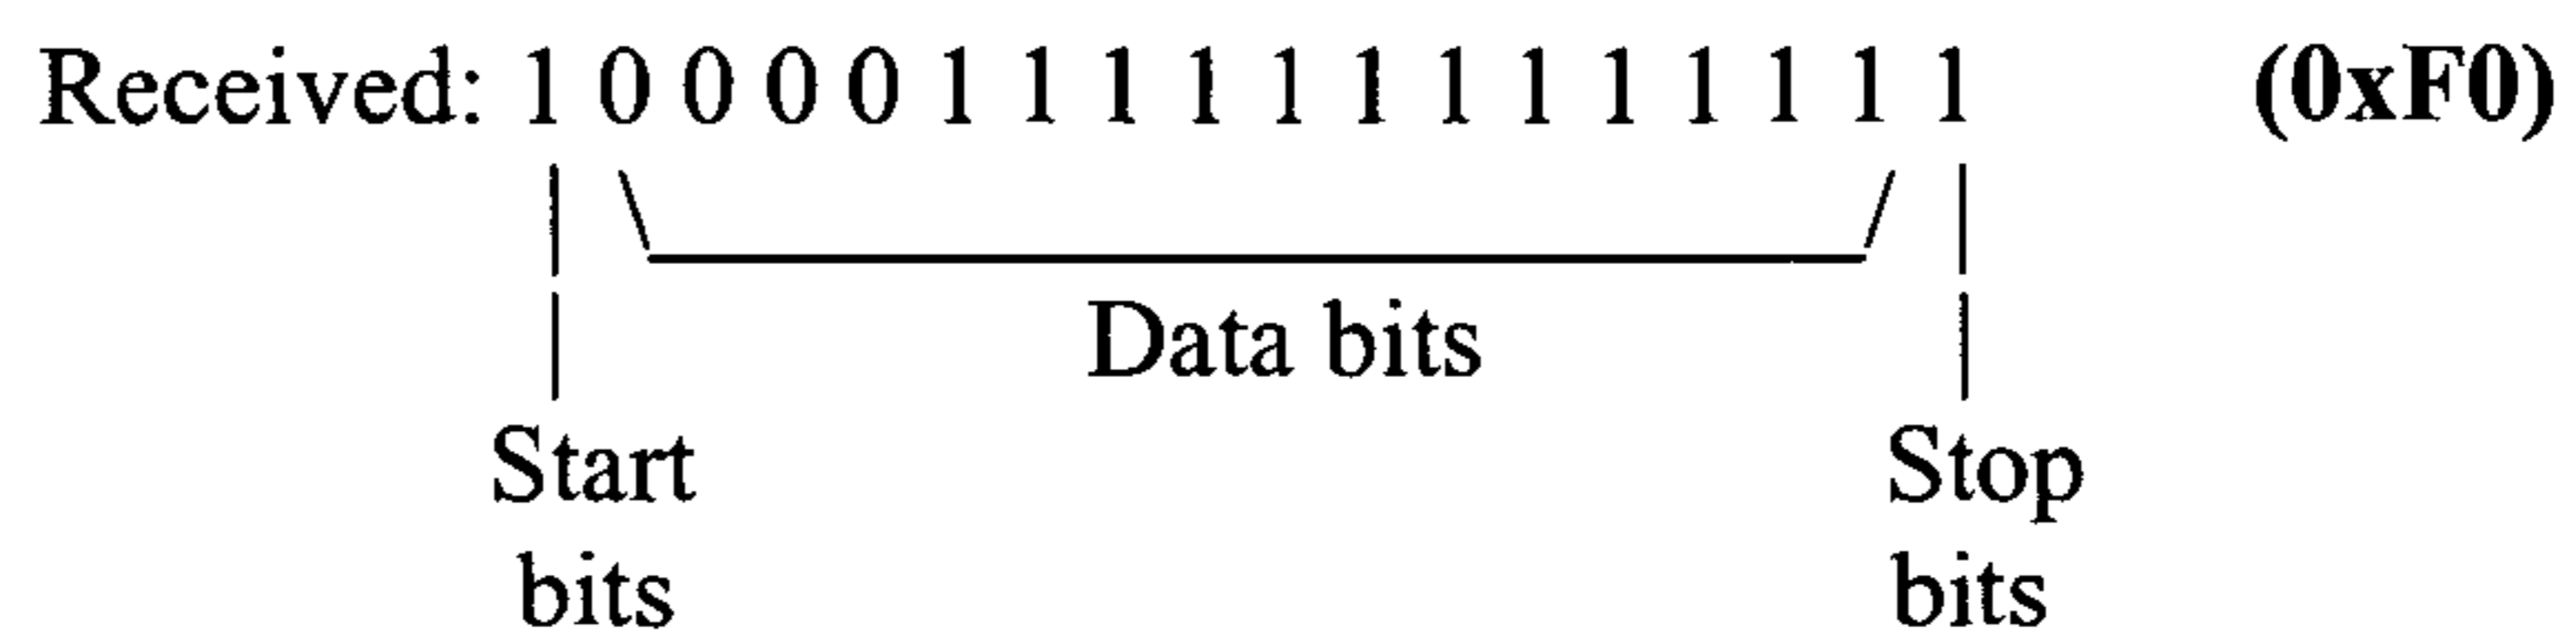 Received: 1 0 0 0 0 1 1 1 1 1 1 1 1 1 1 1 1 1 (0xF0)
Data bits
Start bits
Stop bits